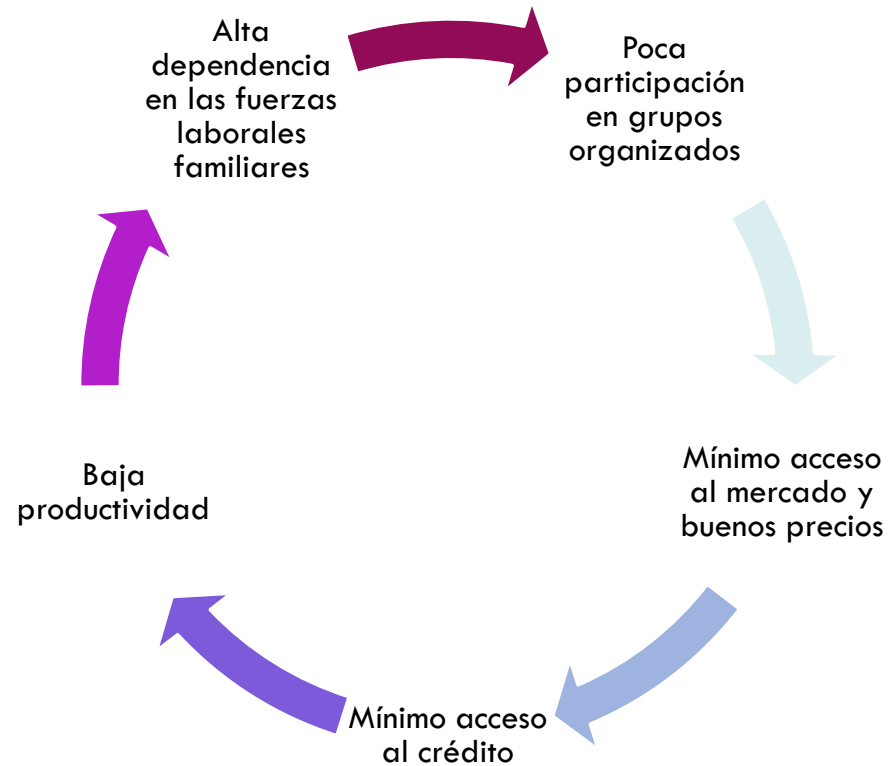 Alta
dependencia
en las fuerzas
laborales
familiares
Poca
participación
en grupos
organizados
Mínimo acceso
al mercado y
buenos precios
Mínimo acceso
al crédito
Baja
productividad